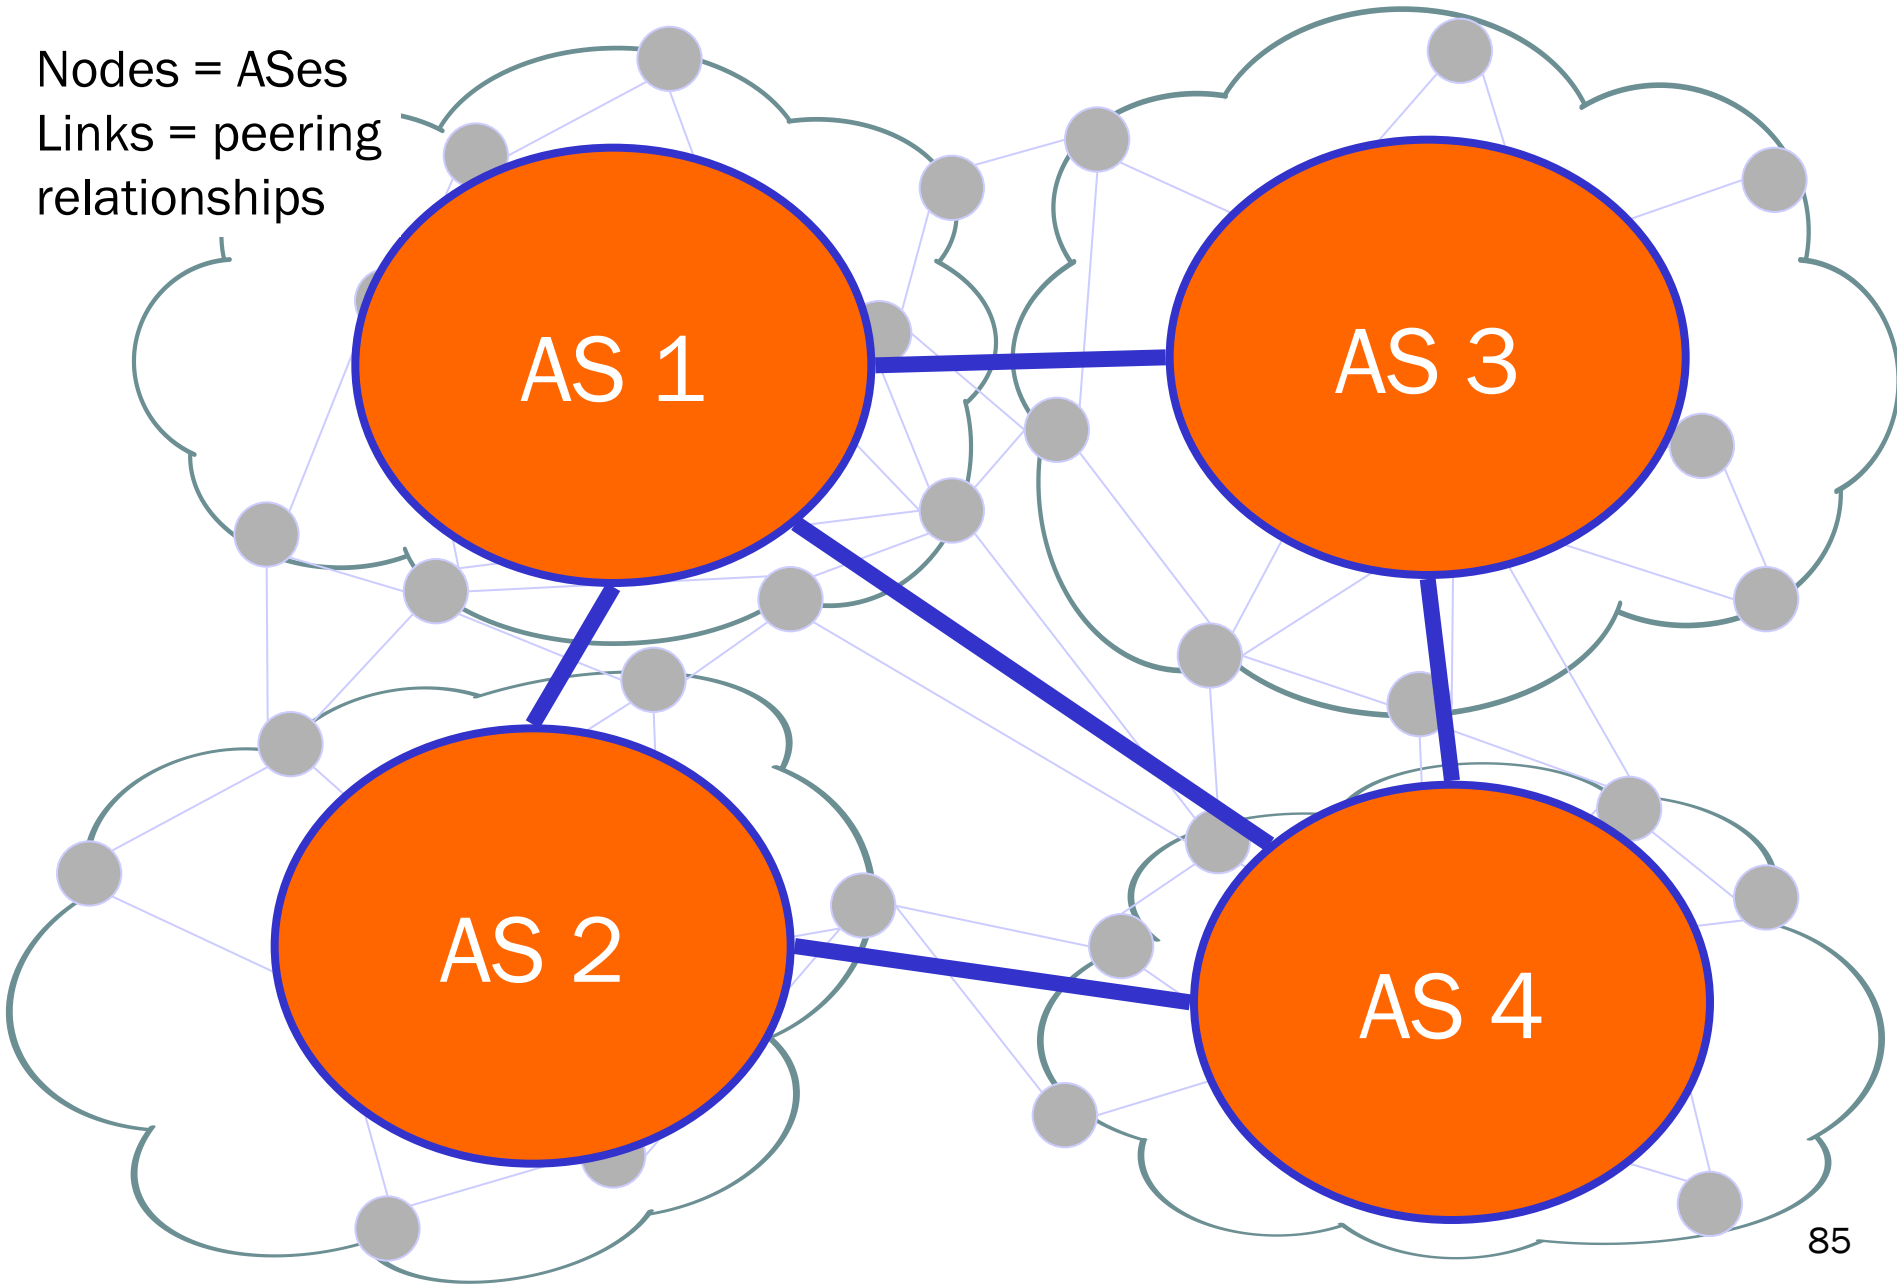 Nodes = ASes
Links = peering
relationships
AS 1
AS 3
AS 2
AS 4
85